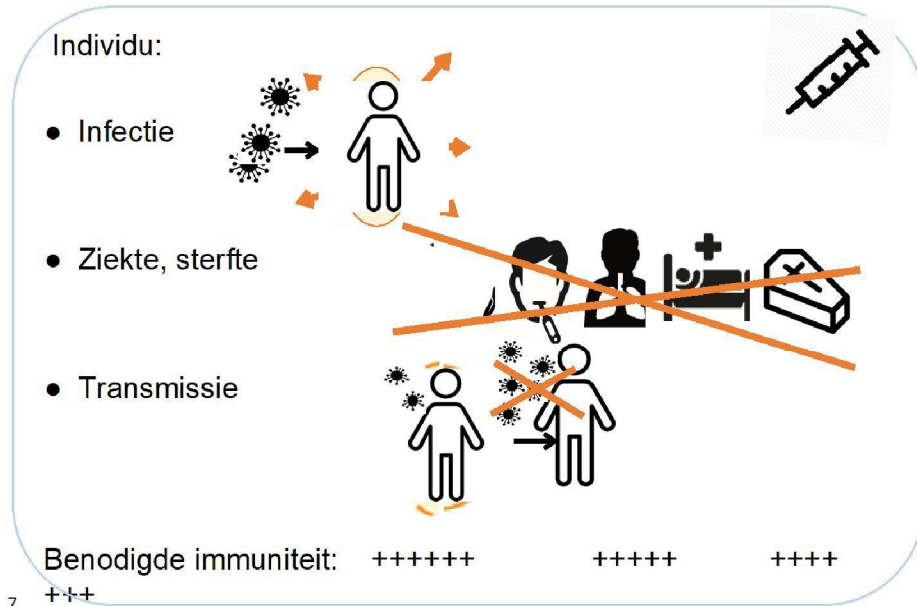 Individu:
● Infectie
● Ziekte, sterfte
● Transmissie
Benodigde immuniteit: ++++++ +++++ ++++
+++
7